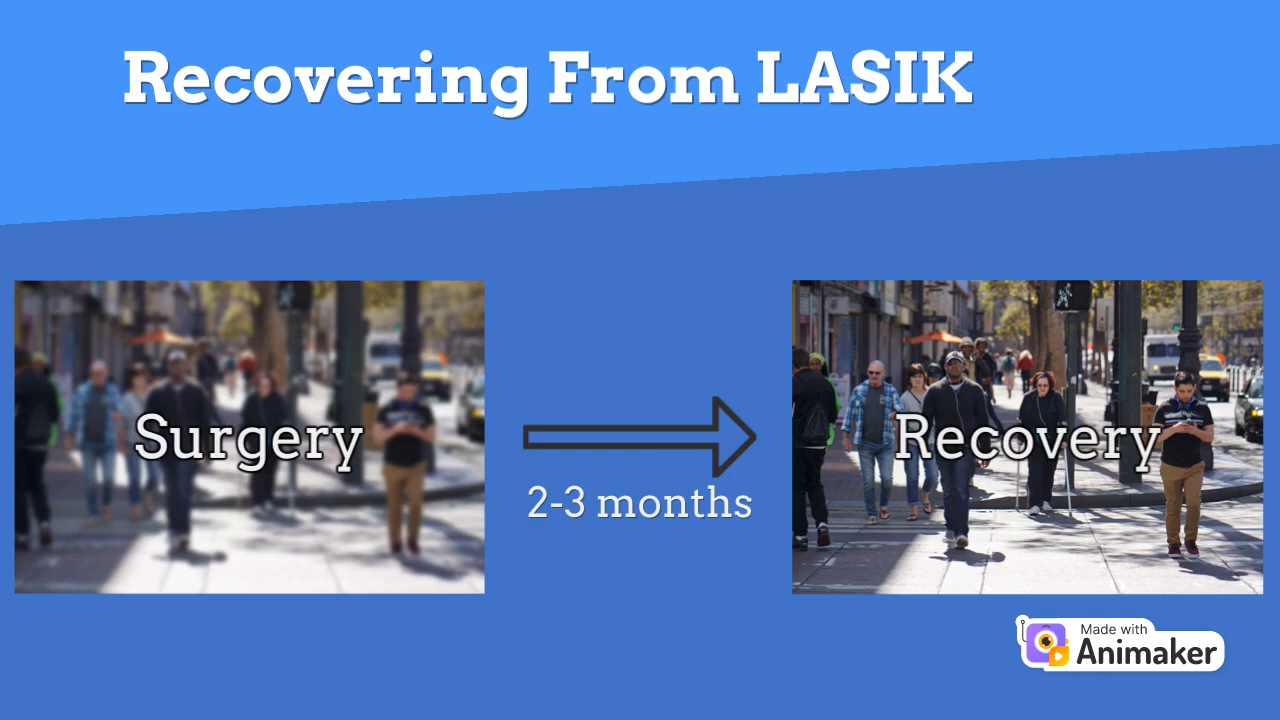 Recovering From LASIK
Surgery
2-3 months
Recovery
Made with
Animaker